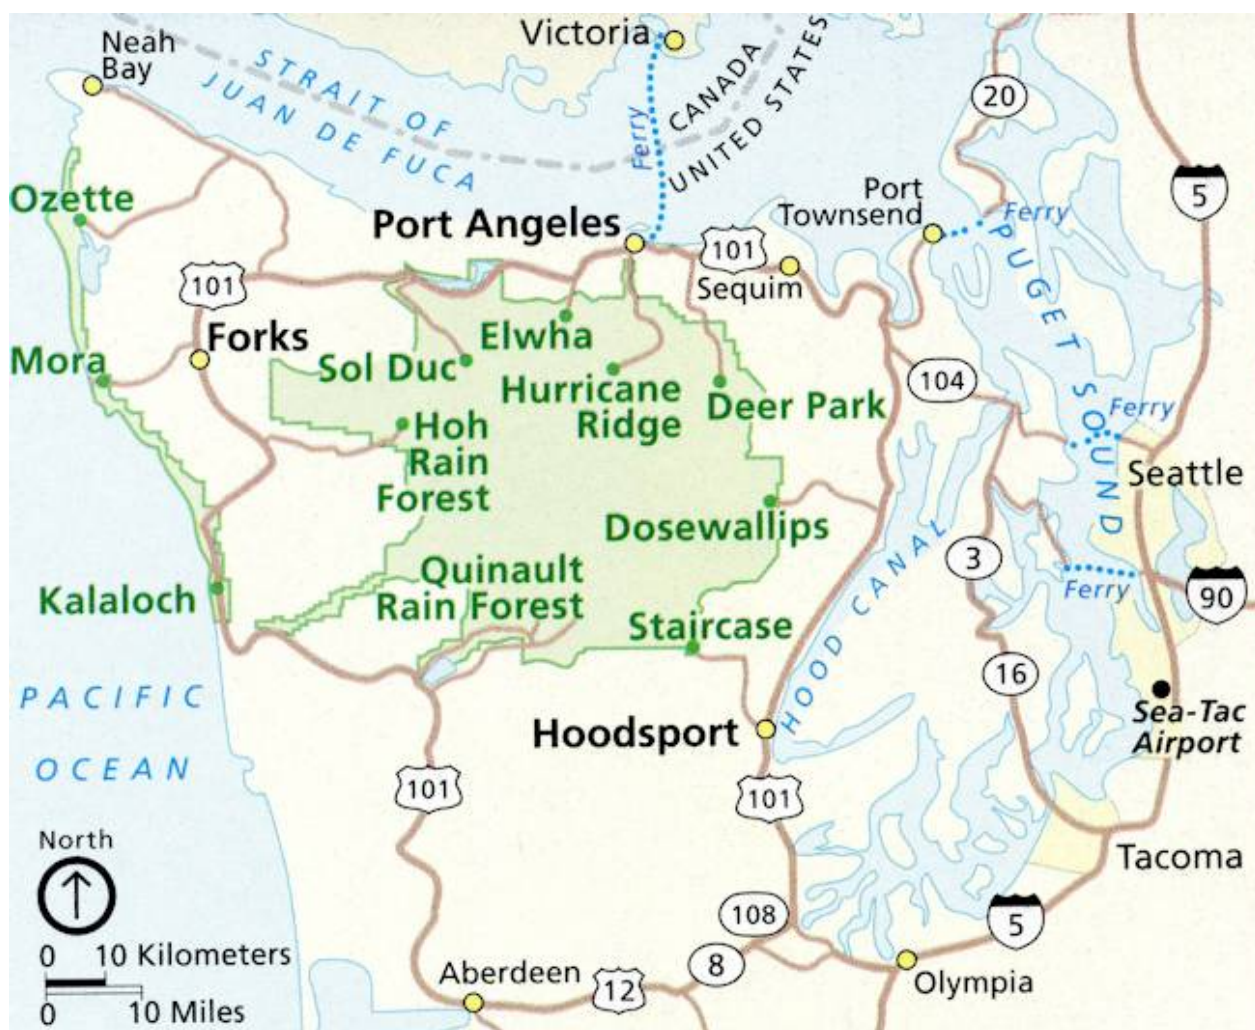 Neah
Bay
Victoria
STRAIT OF
JUAN DE FUCA
Ferry
CANADA
UNITED STATES
20
5
Ozette
Port Angeles
Port
Townsend
Ferry
101
Sequim
101
PUGET SOUND
Forks
Elwha
Mora
Sol Duc
Hurricane
Ridge
Deer Park
104
Ferry
Hoh
Rain
Forest
Seattle
Dosewallips
HOOD CANAL
3
Quinault
Rain Forest
Kalaloch
Ferry
90
Staircase
16
PACIFIC
OCEAN
Hoodsport
Sea-Tac
Airport
101
101
North
Tacoma
108
5
0 10 Kilometers
8
Aberdeen
12
Olympia
0 10 Miles